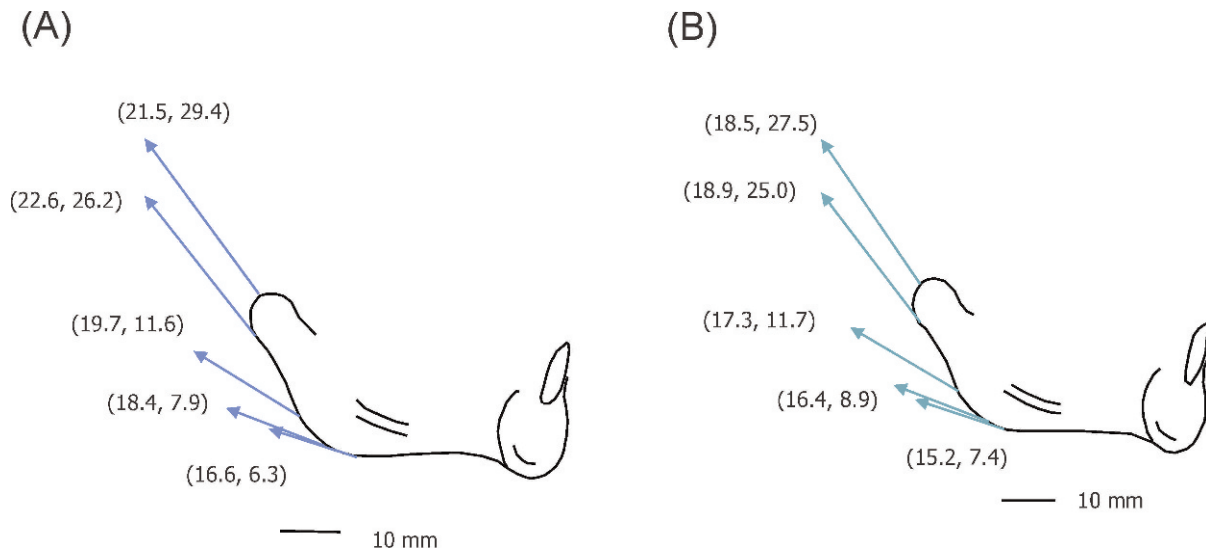 (A)
(21.5, 29.4)
(22.6, 26.2)
(19.7, 11.6)
(18.4, 7.9)
(16.6, 6.3)
10 mm
(B)
(18.5, 27.5)
(18.9, 25.0)
(17.3, 11.7)
(16.4, 8.9)
(15.2, 7.4)
10 mm